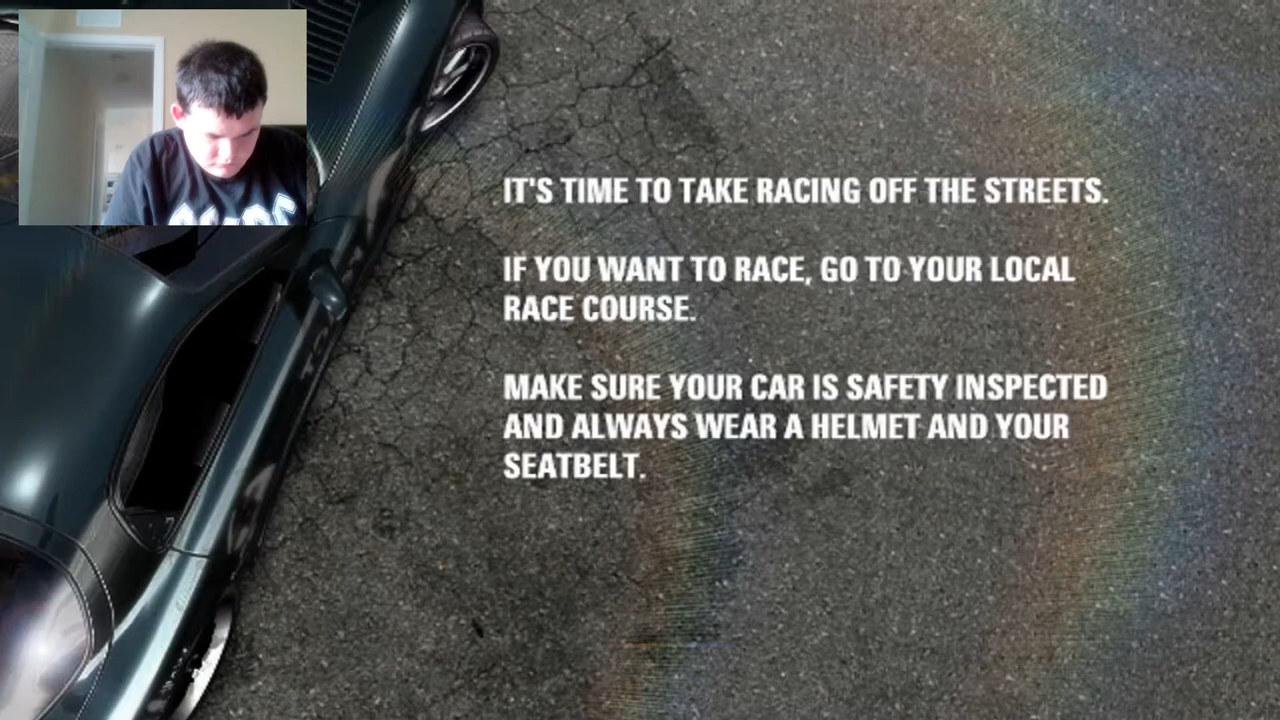 IT'S TIME TO TAKE RACING OFF THE STREETS.
IF YOU WANT TO RACE, GO TO YOUR LOCAL
RACE COURSE.
MAKE SURE YOUR CAR IS SAFETY INSPECTED
AND ALWAYS WEAR A HELMET AND YOUR
SEATBELT.